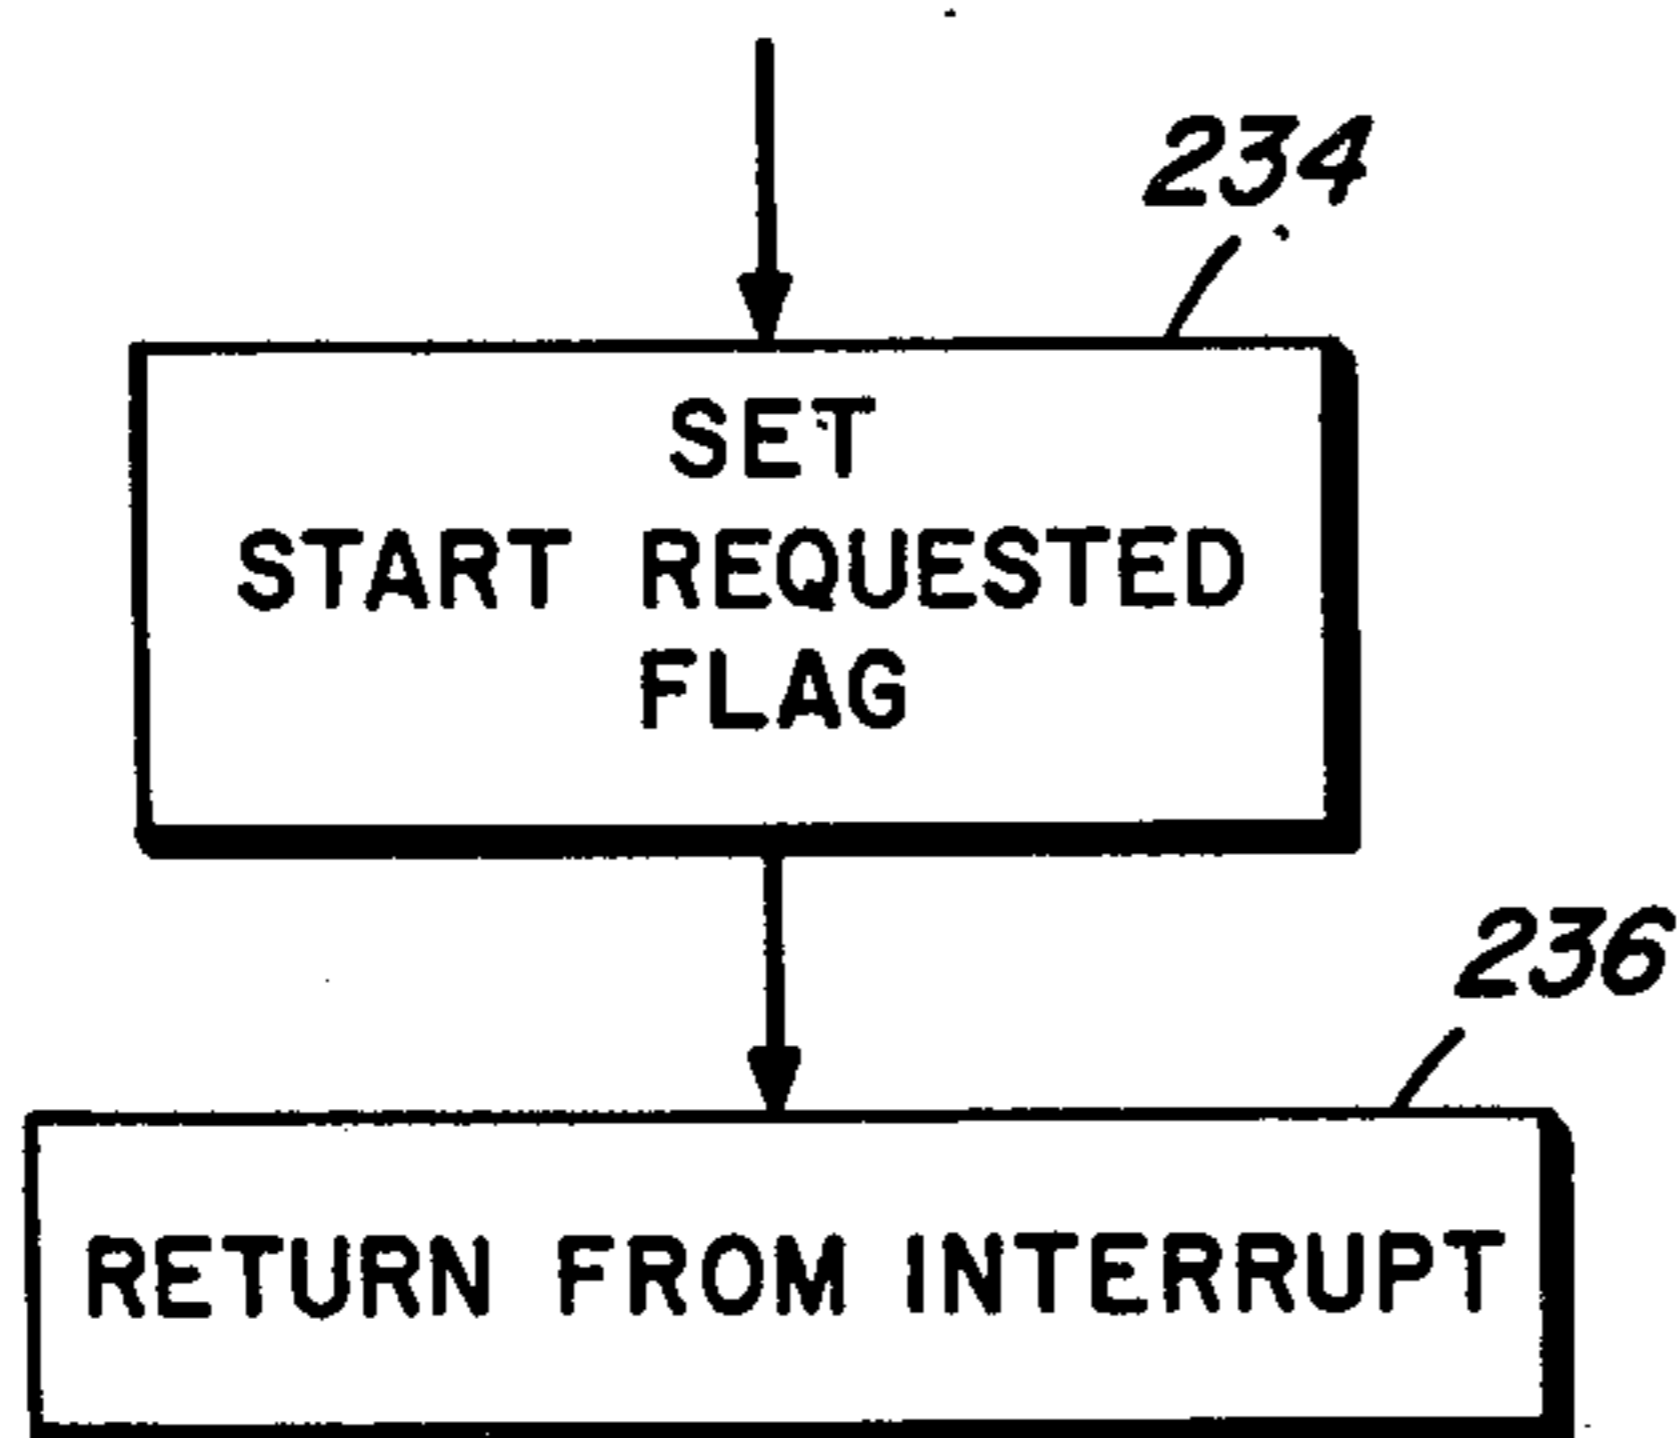 234
SET
START REQUESTED
FLAG
236
RETURN FROM INTERRUPT